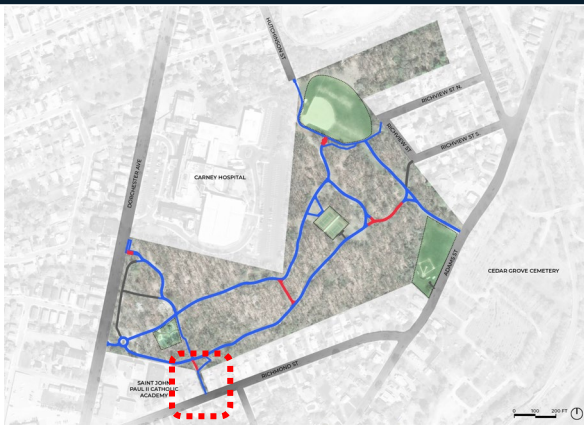 HUTCHINSON ST
RICHVIEW ST N.
RICHVIEW ST
RICHVIEW ST S.
CARNEY HOSPITAL
DORCHESTER AVE
ADAMS ST
CEDAR GROVE CEMETERY
SAINT JOHN
PAUL II CATHOLIC
ACADEMY
RICHMOND ST
0 100 200 FT